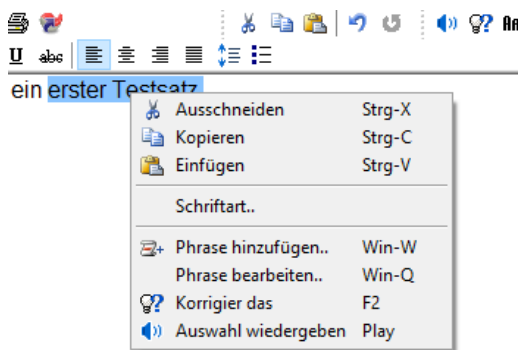 U abc
ein erster Testsatz
Ausschneiden Strg-X
Kopieren Strg-C
Einfügen Strg-V
Schriftart..
Phrase hinzufügen.. Win-W
Phrase bearbeiten.. Win-Q
Korrigier das F2
Auswahl wiedergeben Play